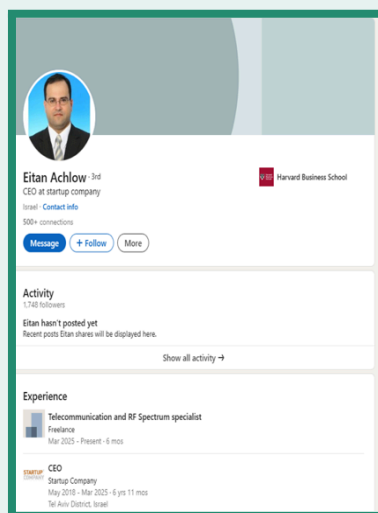 Eitan Achlow · 3rd
CEO at startup company
Harvard Business School
Israel · Contact info
500+ connections
Message
+ Follow
More
Activity
1,748 followers
Eitan hasn't posted yet
Recent posts Eitan shares will be displayed here.
Show all activity →
Experience
Telecommunication and RF Spectrum specialist
Freelance
Mar 2025 - Present · 6 mos
STARTUP
COMPANY
CEO
Startup Company
May 2018 - Mar 2025 · 6 yrs 11 mos
Tel Aviv District, Israel